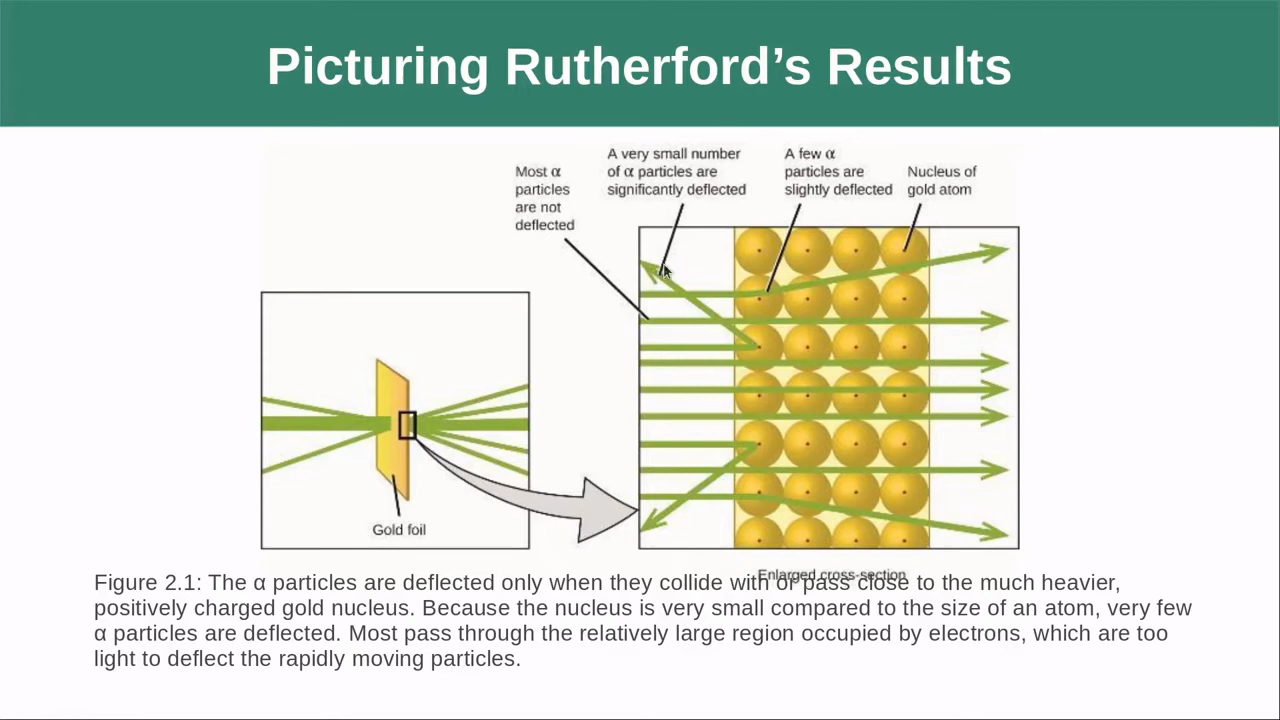 Picturing Rutherford’s Results
Most α
particles
are not
deflected
A very small number
of α particles are
significantly deflected
A few α
particles are
slightly deflected
Nucleus of
gold atom
Gold foil
Enlarged cross-section
Figure 2.1: The α particles are deflected only when they collide with or pass close to the much heavier,
positively charged gold nucleus. Because the nucleus is very small compared to the size of an atom, very few
α particles are deflected. Most pass through the relatively large region occupied by electrons, which are too
light to deflect the rapidly moving particles.